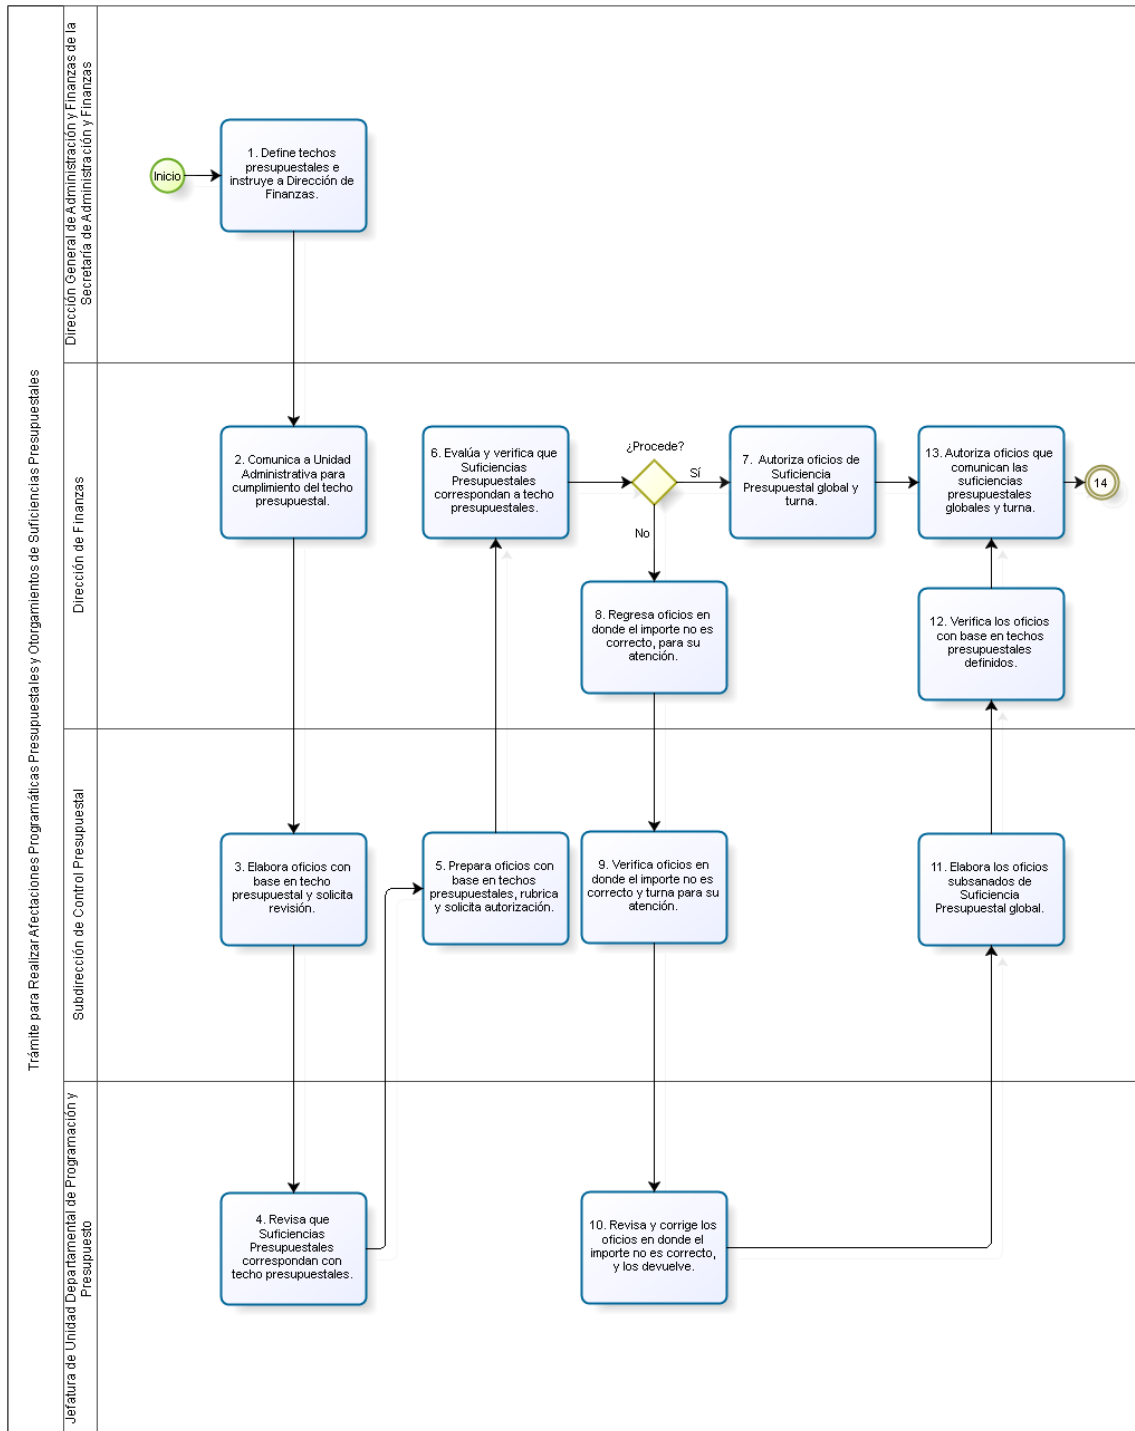 Trámite para Realizar Afectaciones Programáticas Presupuestales y Otorgamientos de Suficiencias Presupuestales
Dirección General de Administración y Finanzas de la
Secretaría de Administración y Finanzas
Inicio
1. Define techos
presupuestales e
instruye a Dirección de
Finanzas.
Dirección de Finanzas
2. Comunica a Unidad
Administrativa para
cumplimiento del techo
presupuestal.
6. Evalúa y verifica que
Suficiencias
Presupuestales
correspondan a techo
presupuestales.
¿Procede?
Sí
No
7.  Autoriza oficios de
Suficiencia
Presupuestal global y
turna.
13. Autoriza oficios que
comunican las
suficiencias
presupuestales
globales y turna.
14
8. Regresa oficios en
donde el importe no es
correcto, para su
atención.
12. Verifica los oficios
con base en techos
presupuestales
definidos.
Subdirección de Control Presupuestal
3. Elabora oficios con
base en techo
presupuestal y solicita
revisión.
5. Prepara oficios con
base en techos
presupuestales, rubrica
y solicita autorización.
9. Verifica oficios en
donde el importe no es
correcto y turna para su
atención.
11. Elabora los oficios
subsanados de
Suficiencia
Presupuestal global.
Jefatura de Unidad Departamental de Programación y
Presupuesto
4. Revisa que
Suficiencias
Presupuestales
correspondan con
techo presupuestales.
10. Revisa y corrige los
oficios en donde el
importe no es correcto,
y los devuelve.